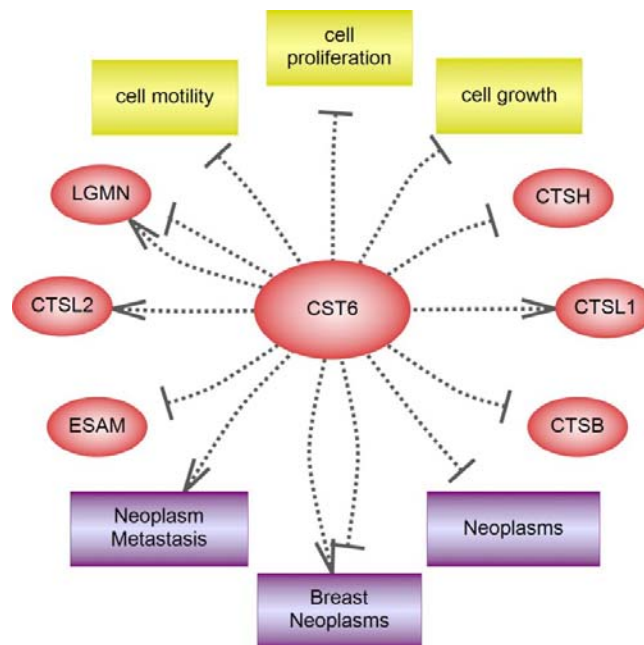 cell
proliferation
cell motility
cell growth
LGMN
CTSH
CTSL2
CST6
CTSL1
ESAM
CTSB
Neoplasm
Metastasis
Neoplasms
Breast
Neoplasms